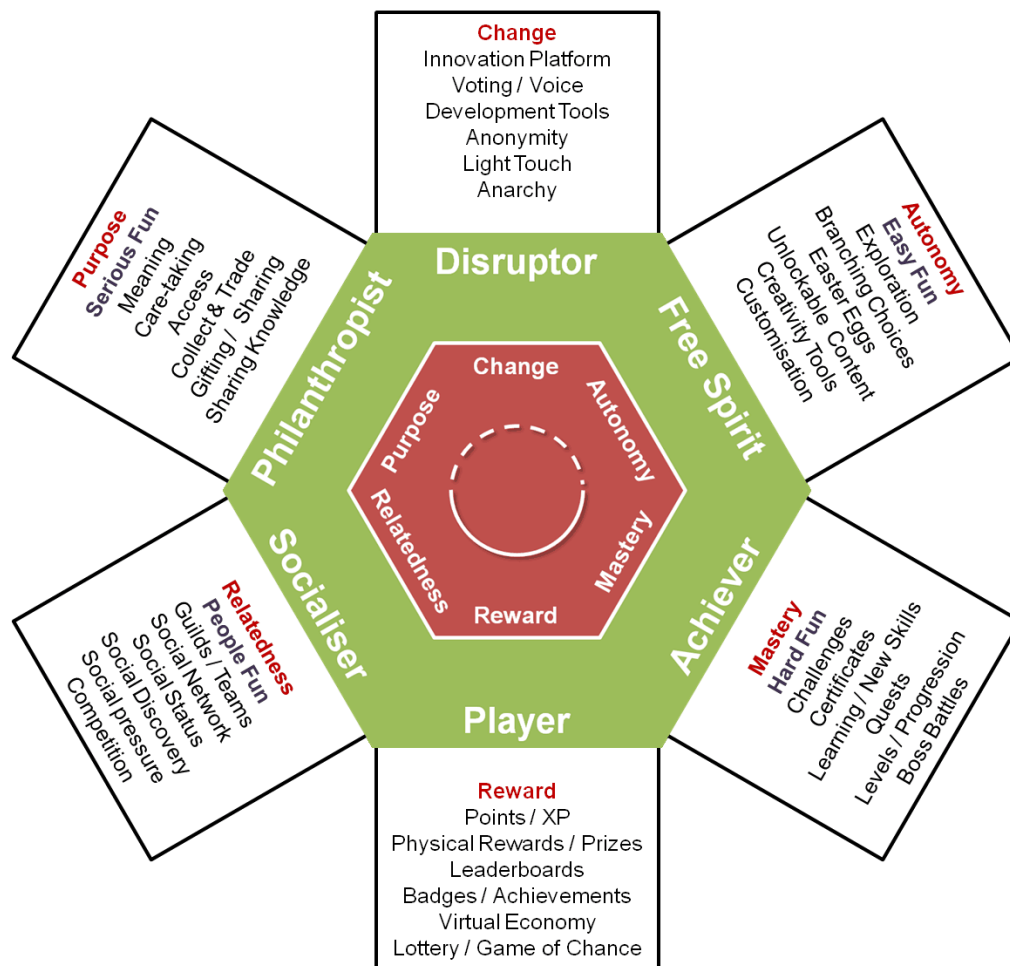 Change
Innovation Platform
Voting / Voice
Development Tools
Anonymity
Light Touch
Anarchy
Purpose
Serious Fun
Meaning
Care-taking
Access
Collect & Trade
Gifting / Sharing
Sharing Knowledge
Autonomy
Easy Fun
Exploration
Branching Choices
Easter Eggs
Unlockable Content
Creativity Tools
Customisation
Disruptor
Philanthropist
Free Spirit
Change
Purpose
Autonomy
Relatedness
Mastery
Reward
Socialiser
Achiever
Player
Relatedness
People Fun
Guilds / Teams
Social Network
Social Status
Social Discovery
Social pressure
Competition
Mastery
Hard Fun
Challenges
Certificates
Learning / New Skills
Quests
Levels / Progression
Boss Battles
Reward
Points / XP
Physical Rewards / Prizes
Leaderboards
Badges / Achievements
Virtual Economy
Lottery / Game of Chance